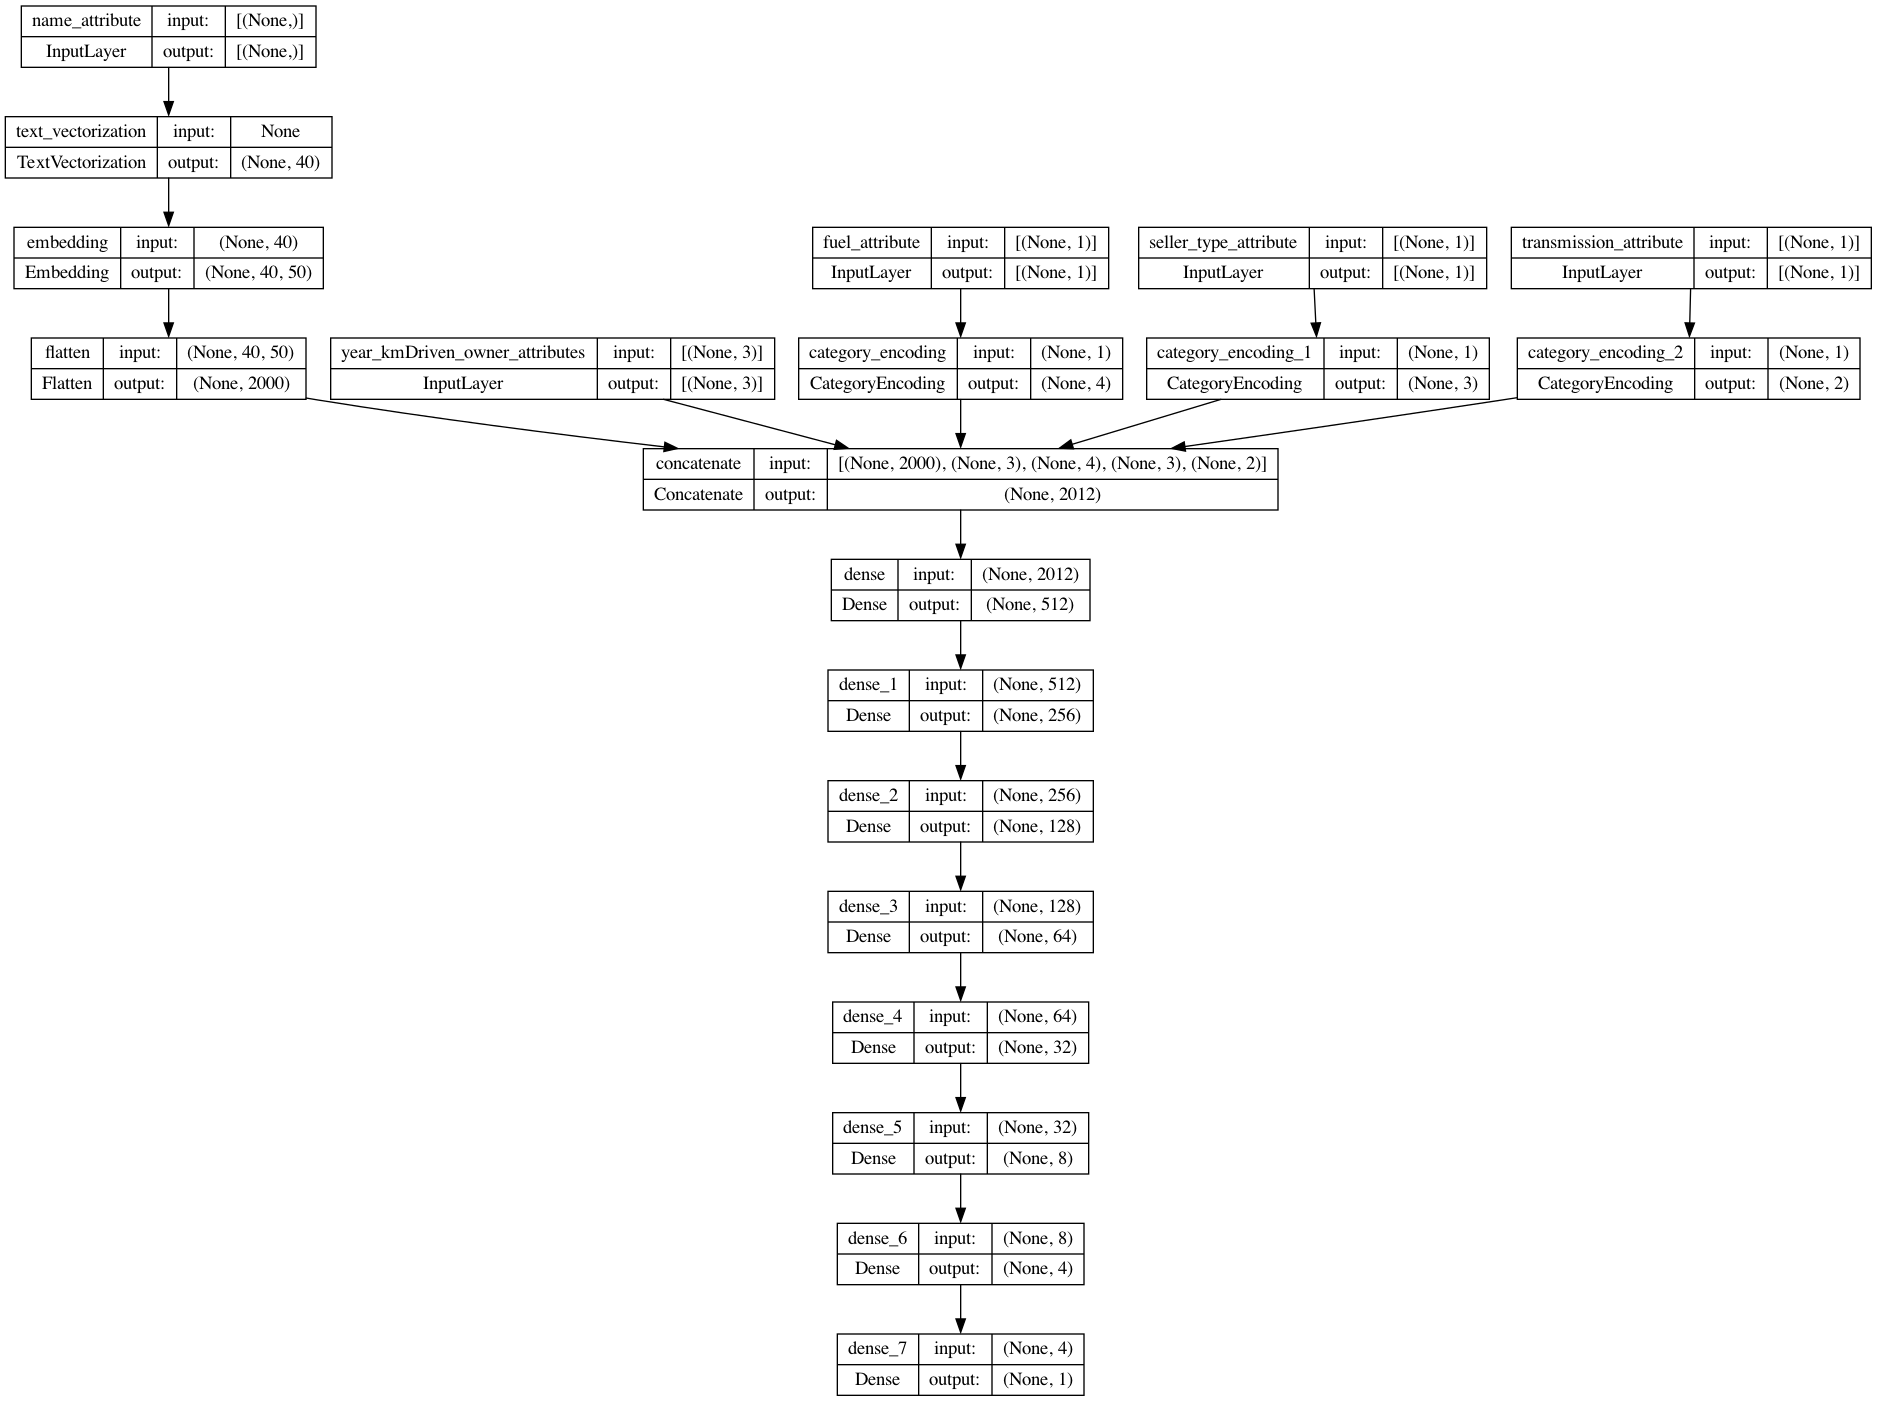 name_attribute input: [(None,)]
InputLayer output: [(None,)]
text_vectorization input: None
TextVectorization output: (None, 40)
embedding input: (None, 40)
Embedding output: (None, 40, 50)
fuel_attribute input: [(None, 1)]
InputLayer output: [(None, 1)]
seller_type_attribute input: [(None, 1)]
InputLayer output: [(None, 1)]
transmission_attribute input: [(None, 1)]
InputLayer output: [(None, 1)]
flatten input: (None, 40, 50)
Flatten output: (None, 2000)
year_kmDriven_owner_attributes input: [(None, 3)]
InputLayer output: [(None, 3)]
category_encoding input: (None, 1)
CategoryEncoding output: (None, 4)
category_encoding_1 input: (None, 1)
CategoryEncoding output: (None, 3)
category_encoding_2 input: (None, 1)
CategoryEncoding output: (None, 2)
concatenate input: [(None, 2000), (None, 3), (None, 4), (None, 3), (None, 2)]
Concatenate output: (None, 2012)
dense input: (None, 2012)
Dense output: (None, 512)
dense_1 input: (None, 512)
Dense output: (None, 256)
dense_2 input: (None, 256)
Dense output: (None, 128)
dense_3 input: (None, 128)
Dense output: (None, 64)
dense_4 input: (None, 64)
Dense output: (None, 32)
dense_5 input: (None, 32)
Dense output: (None, 8)
dense_6 input: (None, 8)
Dense output: (None, 4)
dense_7 input: (None, 4)
Dense output: (None, 1)